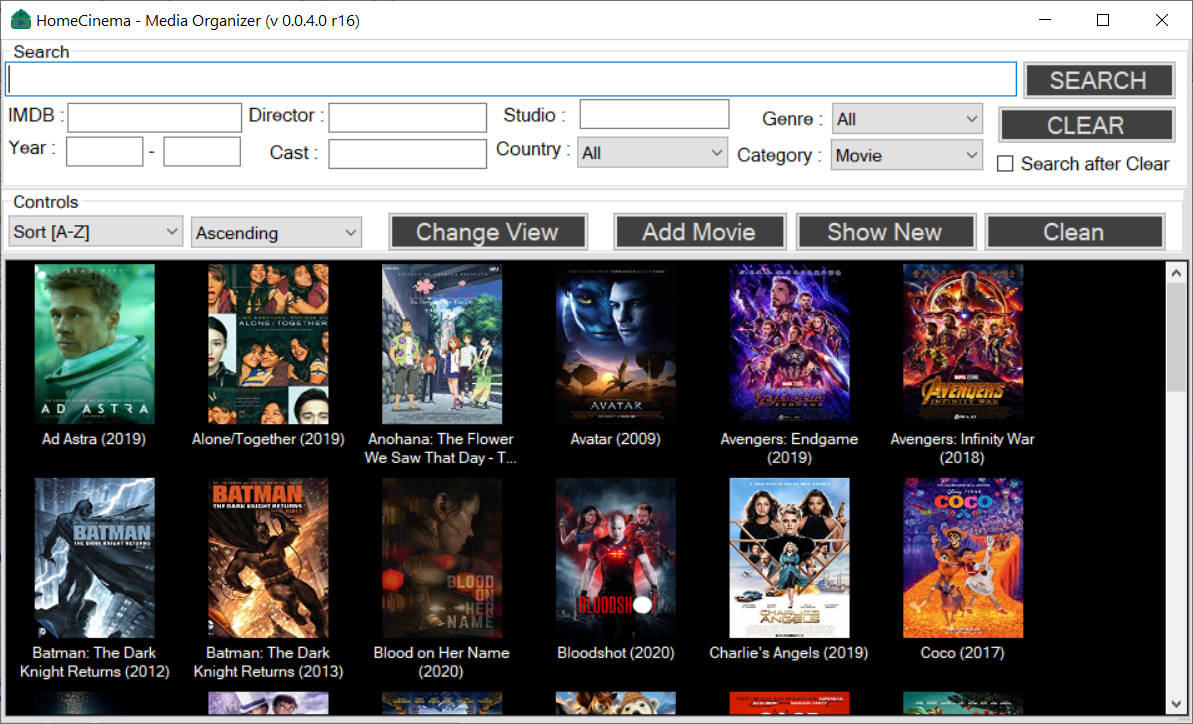 HomeCinema - Media Organizer (v 0.0.4.0 r16)
Search
SEARCH
IMDB :
Director :
Studio :
Genre :
All
CLEAR
Year :
-
Cast :
Country :
All
Category :
Movie
Search after Clear
Controls
Sort [A-Z]
Ascending
Change View
Add Movie
Show New
Clean
AD ASTRA
ALONE/TOGETHER
AVATAR
AVENGERS
ENDGAME
AVENGERS
INFINITY WAR
Ad Astra (2019)
Alone/Together (2019)
Anohana: The Flower
We Saw That Day - T...
Avatar (2009)
Avengers: Endgame
(2019)
Avengers: Infinity War
(2018)
BATMAN
THE DARK KNIGHT RETURNS
BATMAN
THE DARK KNIGHT RETURNS
BLOOD
ON HER
NAME
BLOODSHOT
CHARLIE'S
ANGELS
DISNEY PIXAR
COCO
Batman: The Dark
Knight Returns (2012)
Batman: The Dark
Knight Returns (2013)
Blood on Her Name
(2020)
Bloodshot (2020)
Charlie's Angels (2019)
Coco (2017)